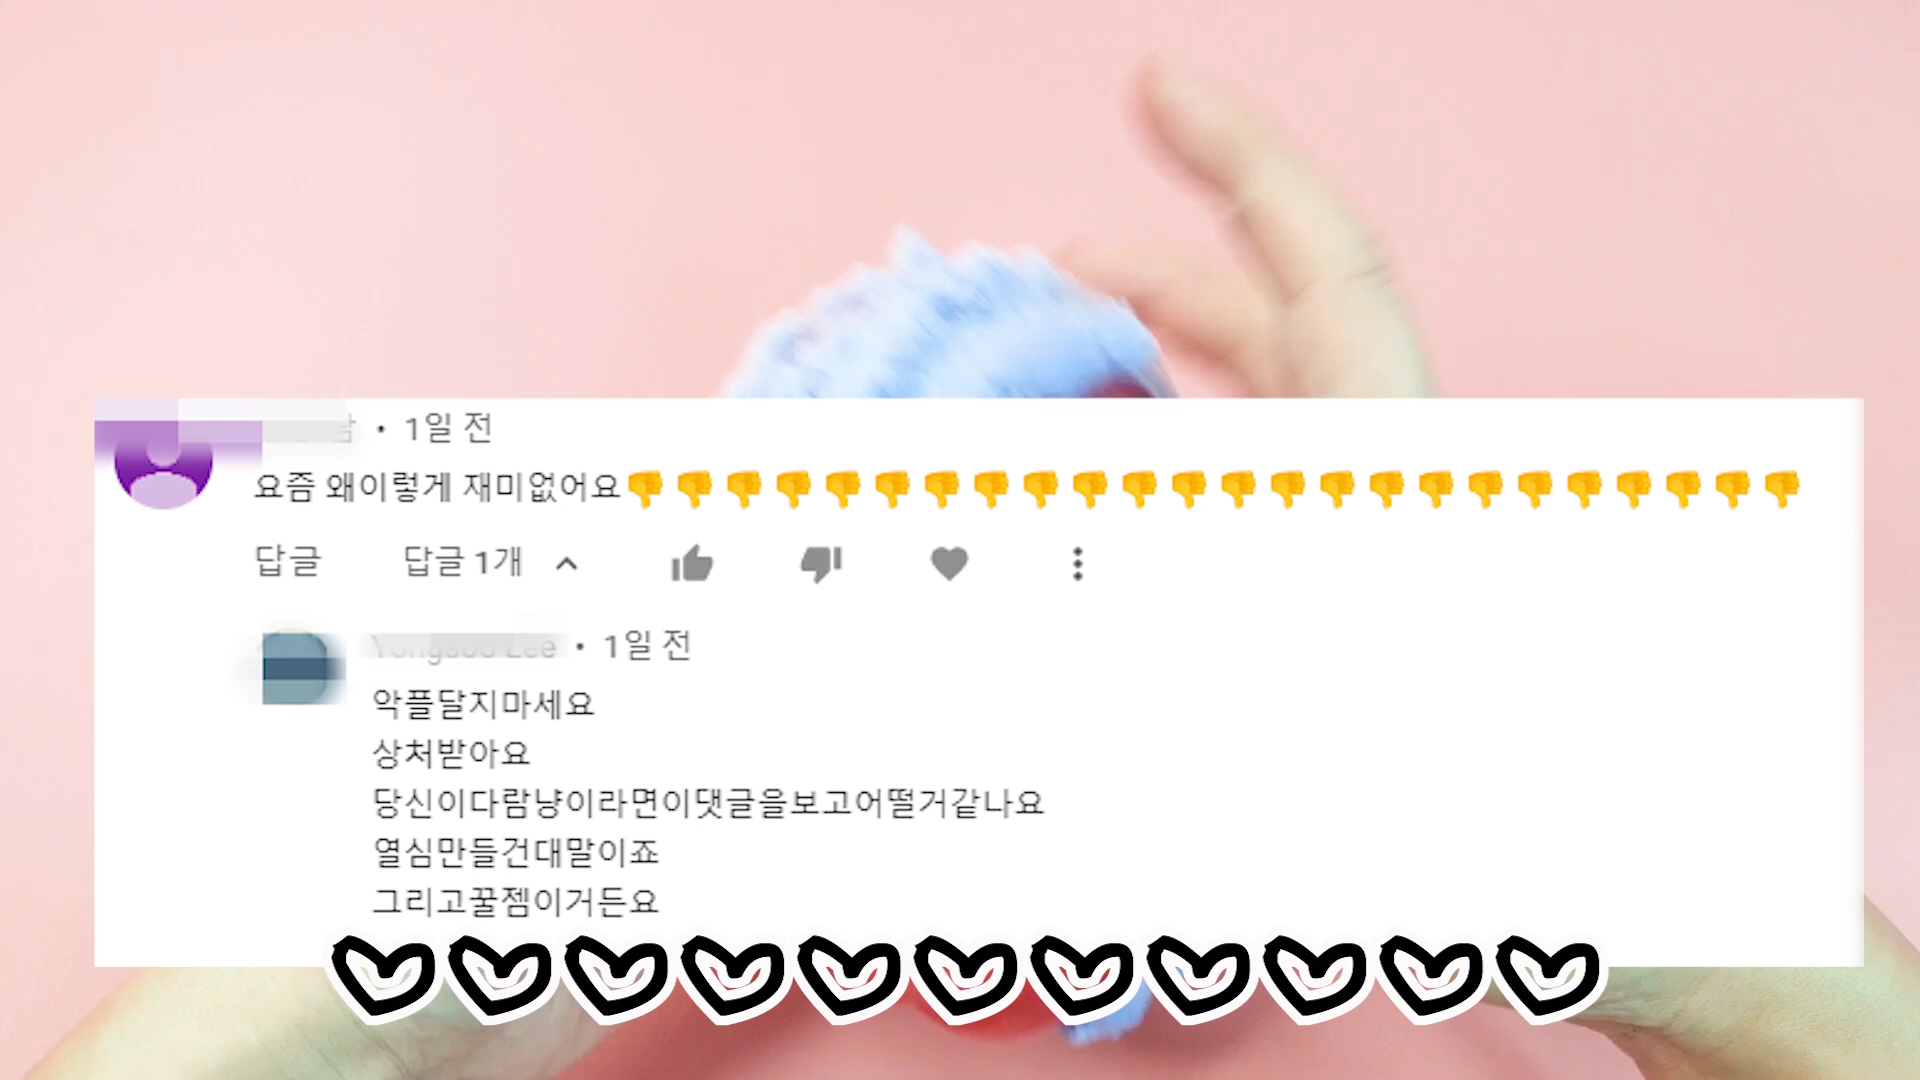 • 1일 전
요즘 왜이렇게 재미없어요👎👎👎👎👎👎👎👎👎👎👎👎👎👎👎👎👎👎👎👎👎👎👎👎
답글 답글 1개
• 1일 전
악플달지마세요
상처받아요
당신이다람냥이라면이댓글을보고어떨거같나요
열심만들건대말이죠
그리고꿀젬이거든요
♡♡♡♡♡♡♡♡♡♡♡